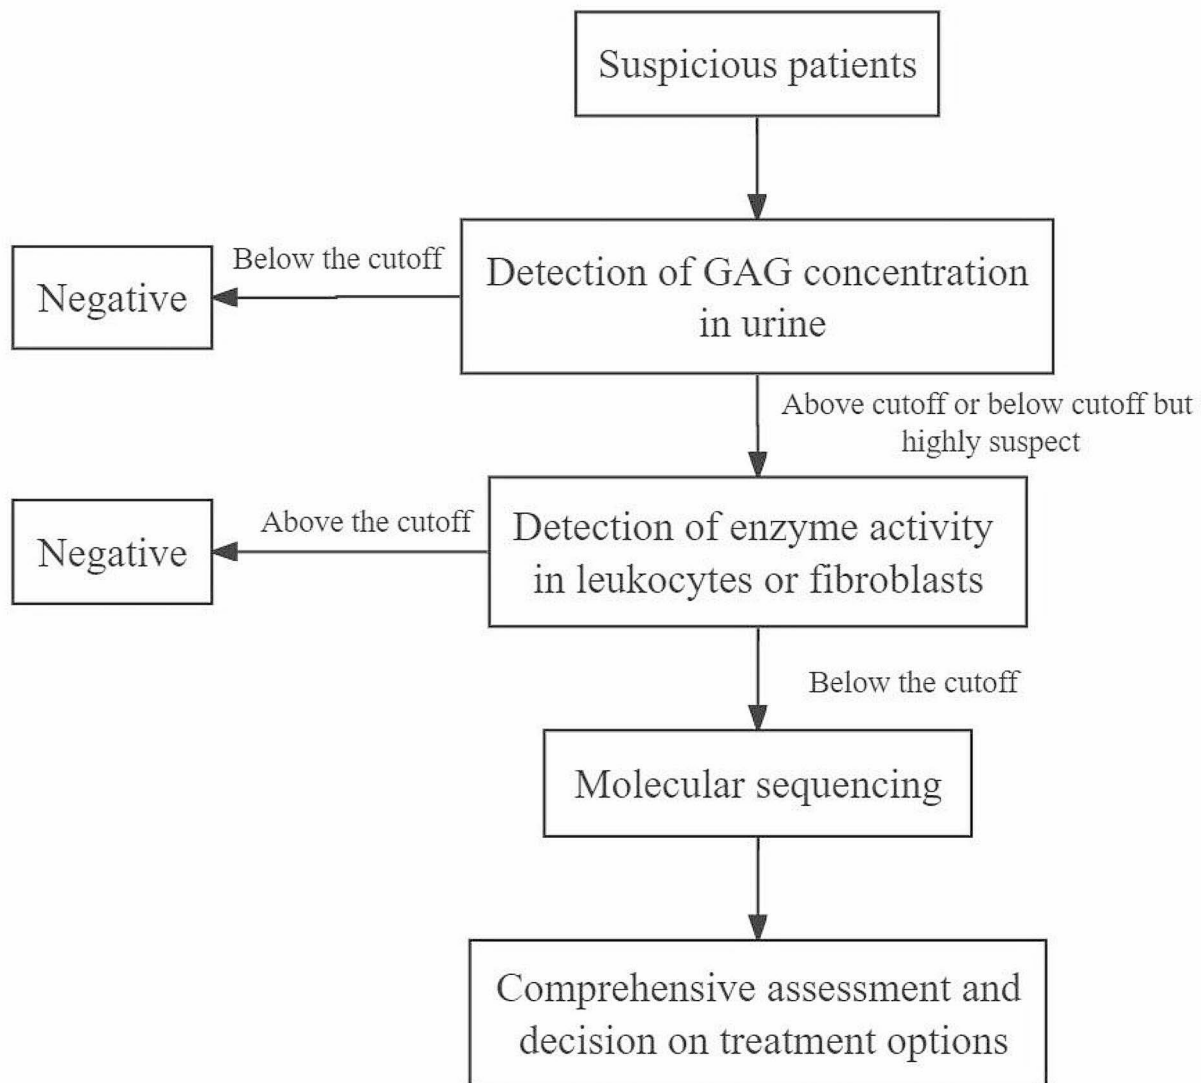 Suspicious patients
Below the cutoff
Negative
Detection of GAG concentration
in urine
Above cutoff or below cutoff but
highly suspect
Above the cutoff
Negative
Detection of enzyme activity
in leukocytes or fibroblasts
Below the cutoff
Molecular sequencing
Comprehensive assessment and
decision on treatment options